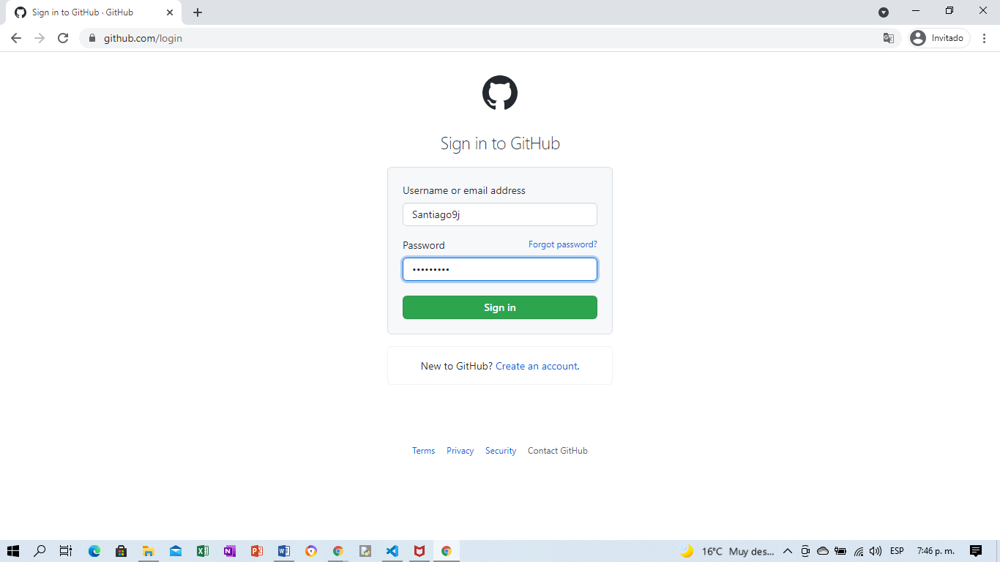 Sign in to GitHub · GitHub
github.com/login
Invitado
Sign in to GitHub
Username or email address
Santiago9j
Password Forgot password?
•••••••••
Sign in
New to GitHub? Create an account.
Terms Privacy Security Contact GitHub
16°C Muy des... ESP 7:46 p. m.